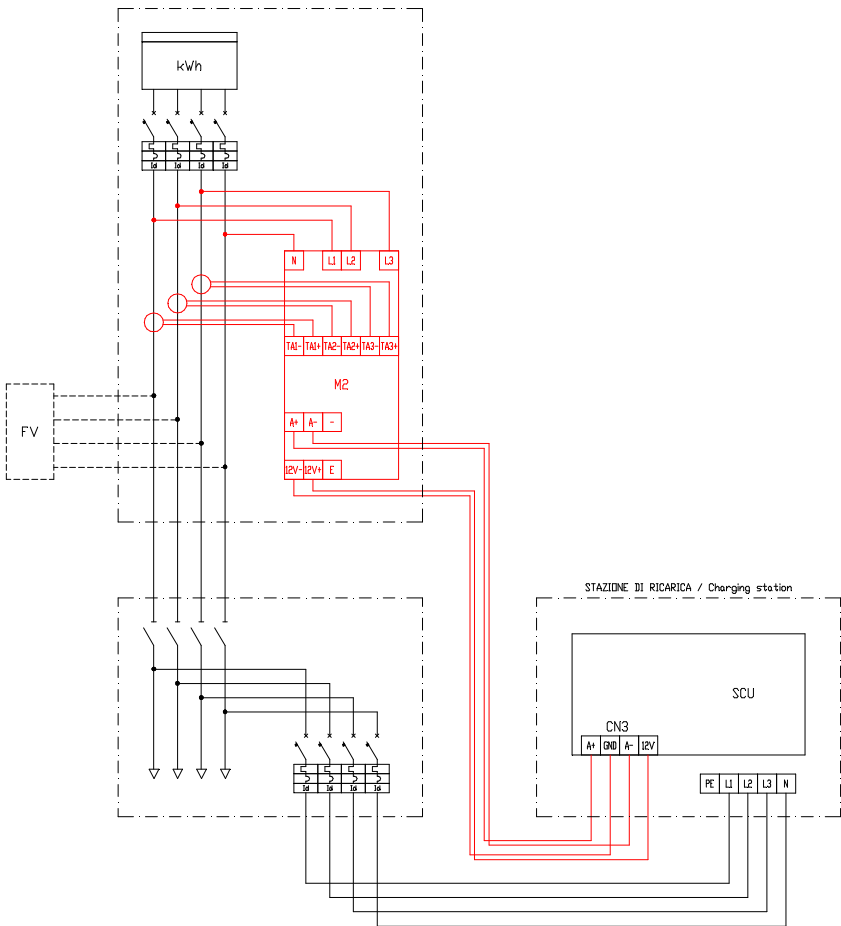 kWh
Id Id Id Id
N L1 L2 L3
TA1- TA1+ TA2- TA2+ TA3- TA3+
M2
FV
A+ A- -
12V- 12V+ E
STAZIONE DI RICARICA / Charging station
SCU
CN3
A+ GND A- 12V
Id Id Id Id
PE L1 L2 L3 N